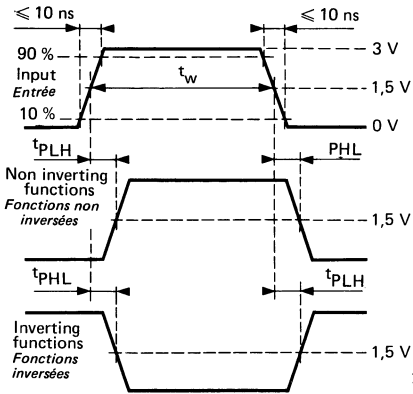 ≤ 10 ns
≤ 10 ns
90 %
3 V
Input
Entrée
tw
1,5 V
10 %
0 V
tPLH
PHL
Non inverting
functions
Fonctions non
inversées
1,5 V
tPHL
tPLH
Inverting
functions
Fonctions
inversées
1,5 V